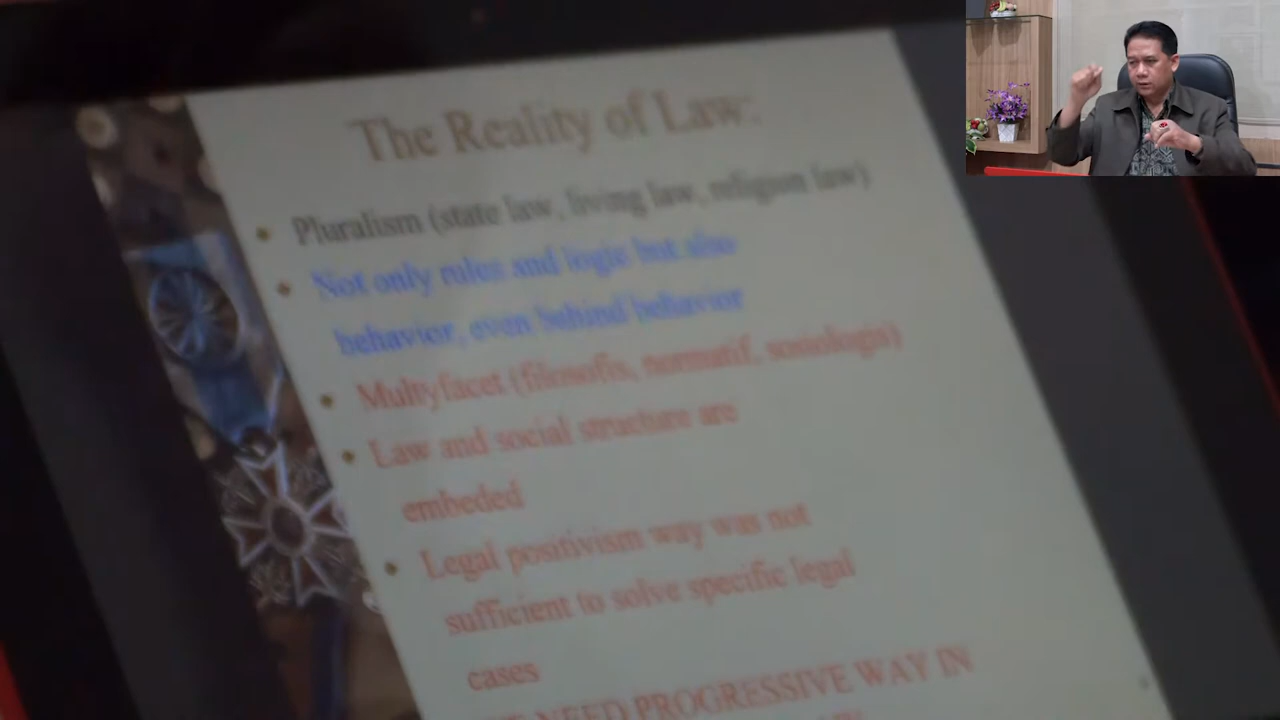 The Reality of Law:
Pluralism (state law, living law, religion law)
Not only rules and logic but also
behavior, even behind behavior
Multyfacet (filosofis, normatif, sosiologis)
Law and social structure are
embeded
Legal positivism way was not
sufficient to solve specific legal
cases
NEED PROGRESSIVE WAY IN